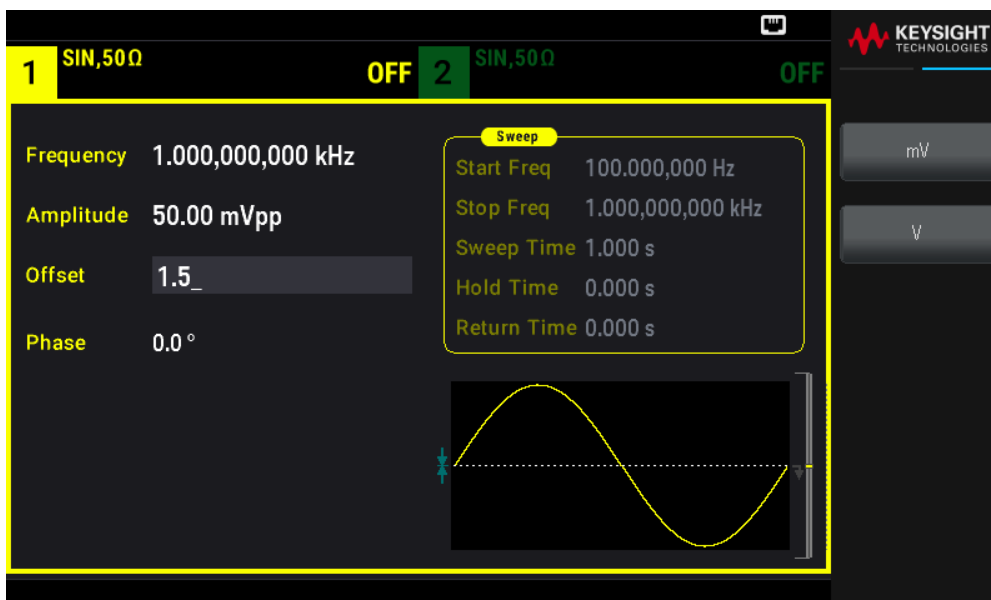 KEYSIGHT
TECHNOLOGIES
1 SIN,50Ω OFF 2 SIN,50Ω OFF
Sweep
Frequency 1.000,000,000 kHz
Start Freq 100.000,000 Hz
Amplitude 50.00 mVpp
Stop Freq 1.000,000,000 kHz
Sweep Time 1.000 s
Offset 1.5_
Hold Time 0.000 s
Return Time 0.000 s
Phase 0.0 °
mV
V